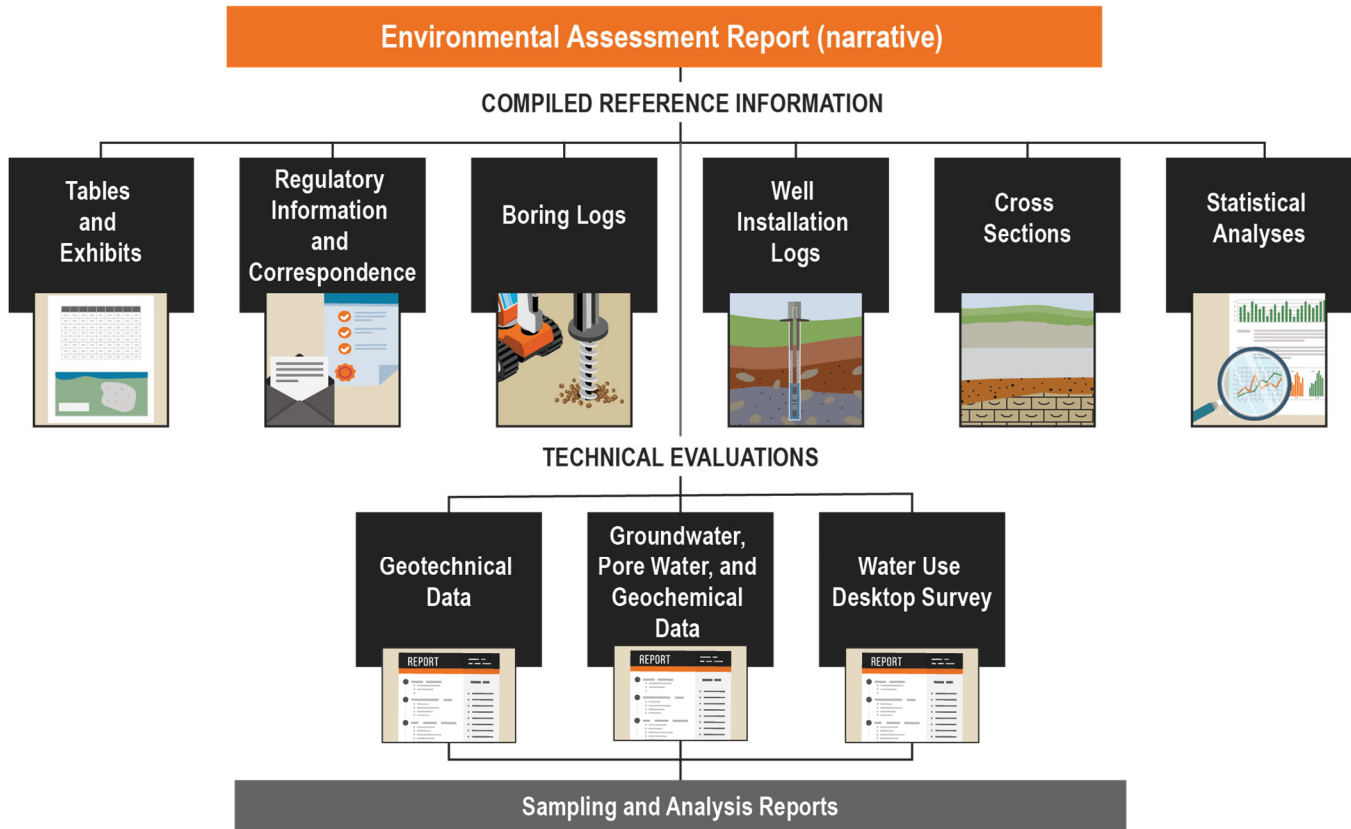 Environmental Assessment Report (narrative)
COMPILED REFERENCE INFORMATION
Tables
and
Exhibits
Regulatory
Information
and
Correspondence
Boring Logs
Well
Installation
Logs
Cross
Sections
Statistical
Analyses
TECHNICAL EVALUATIONS
Geotechnical
Data
Groundwater,
Pore Water, and
Geochemical
Data
Water Use
Desktop Survey
REPORT
REPORT
REPORT
Sampling and Analysis Reports